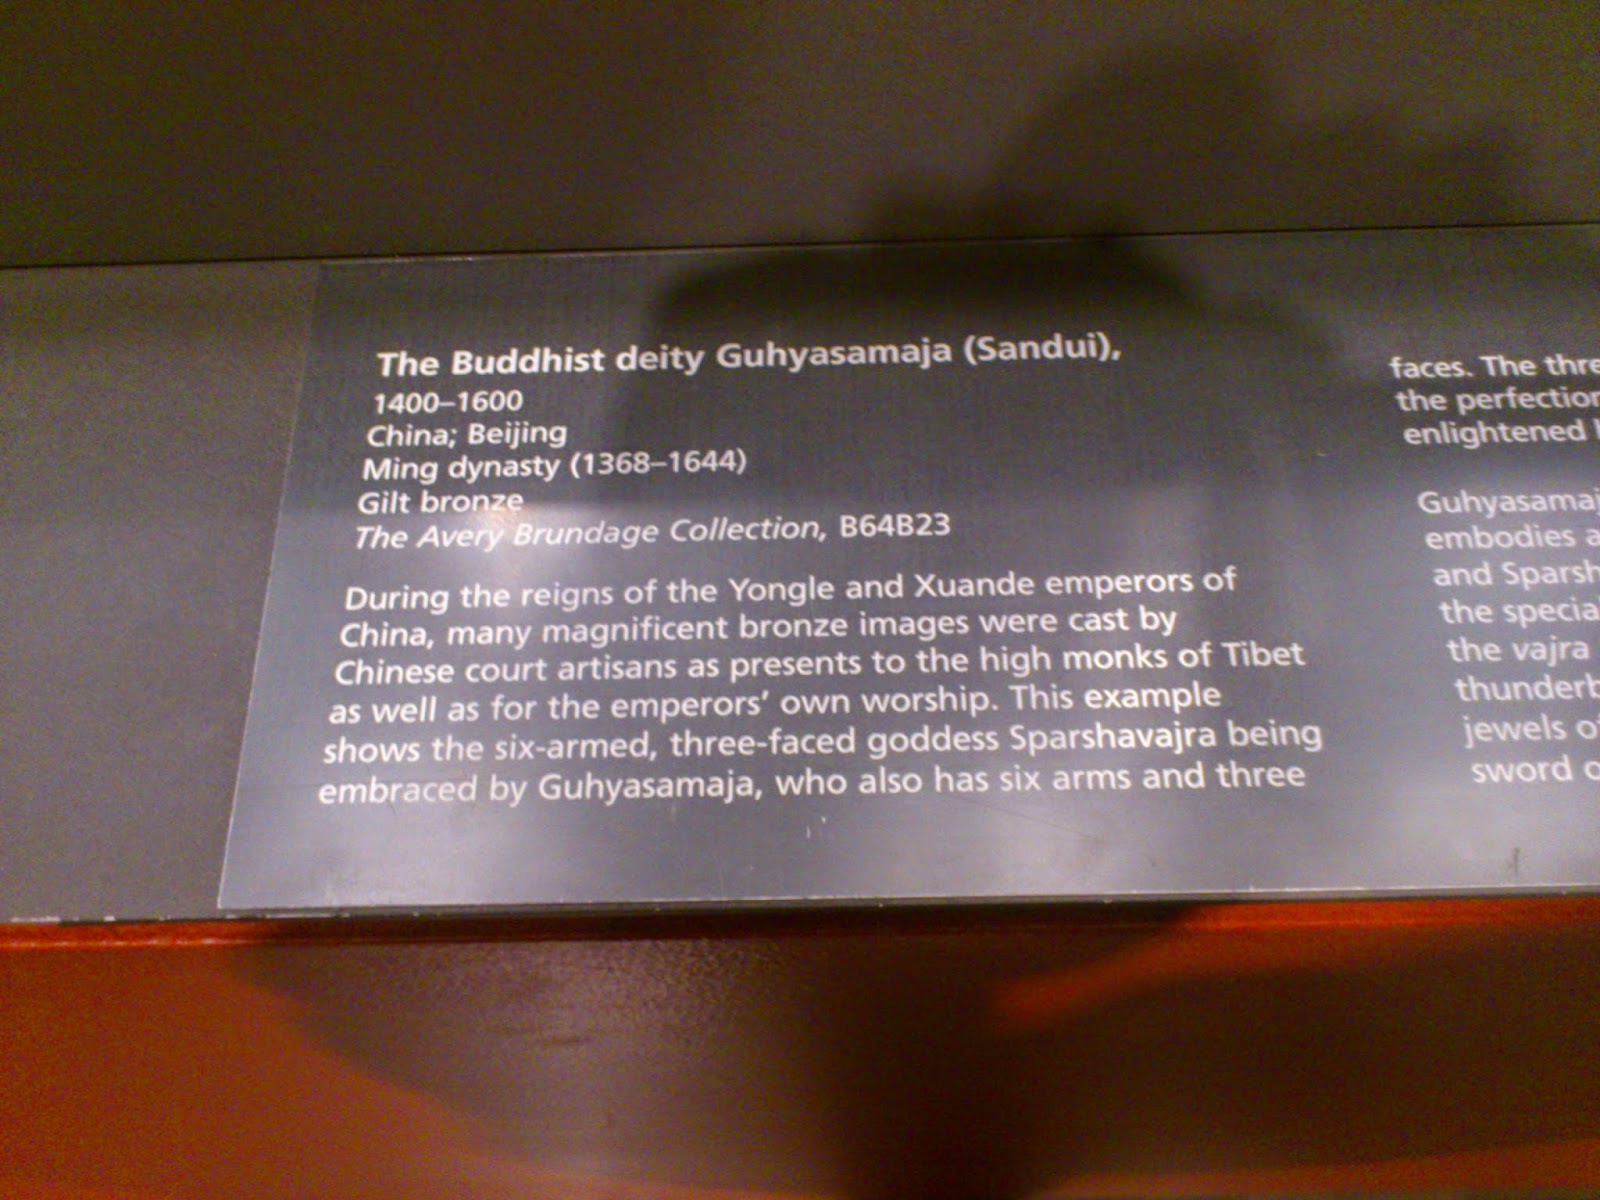 The Buddhist deity Guhyasamaja (Sandui),
1400–1600
China; Beijing
Ming dynasty (1368–1644)
Gilt bronze
The Avery Brundage Collection, B64B23
During the reigns of the Yongle and Xuande emperors of
China, many magnificent bronze images were cast by
Chinese court artisans as presents to the high monks of Tibet
as well as for the emperors' own worship. This example
shows the six-armed, three-faced goddess Sparshavajra being
embraced by Guhyasamaja, who also has six arms and three
faces. The
the
enlightened
embodies
and
the
the vajra
jewels
sword